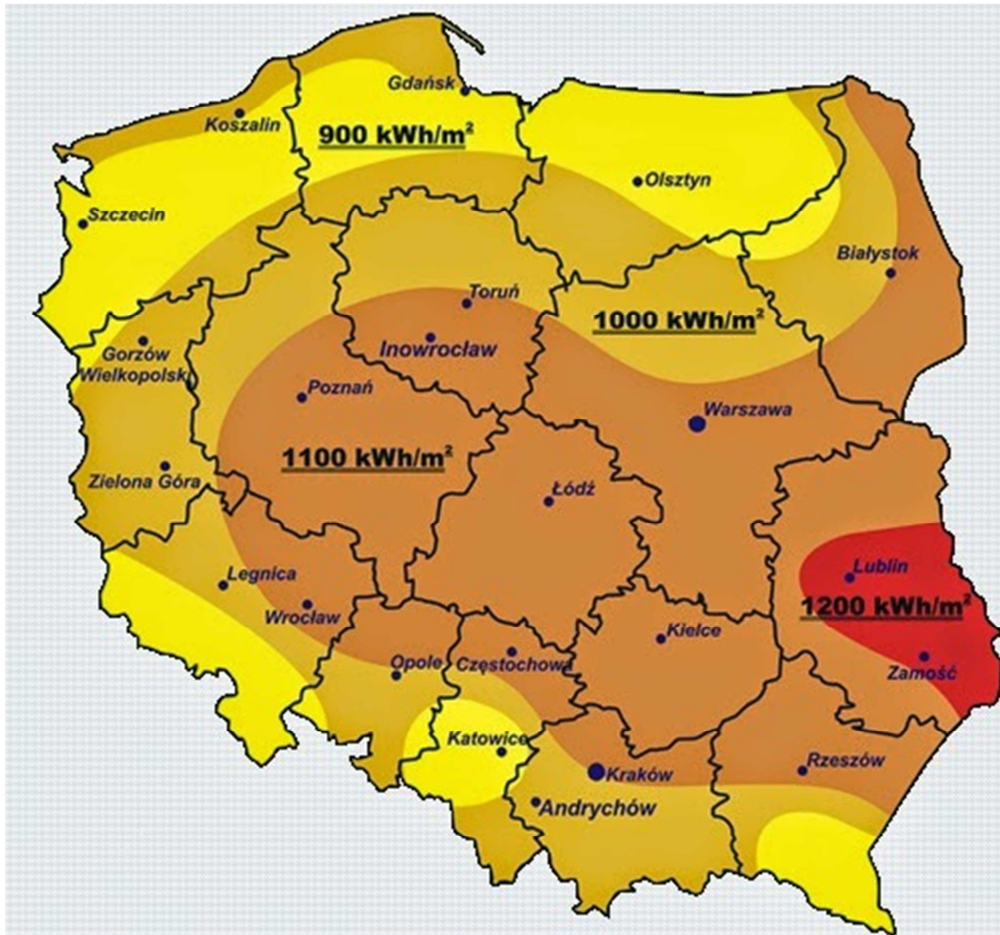 Gdańsk
Koszalin
900 kWh/m²
Olsztyn
Szczecin
Białystok
Toruń
1000 kWh/m²
Inowrocław
Gorzów
Wielkopolski
Poznań
Warszawa
1100 kWh/m²
Zielona Góra
Łódź
Lublin
Legnica
1200 kWh/m²
Wrocław
Kielce
Opole
Częstochowa
Zamość
Katowice
Rzeszów
Kraków
Andrychów